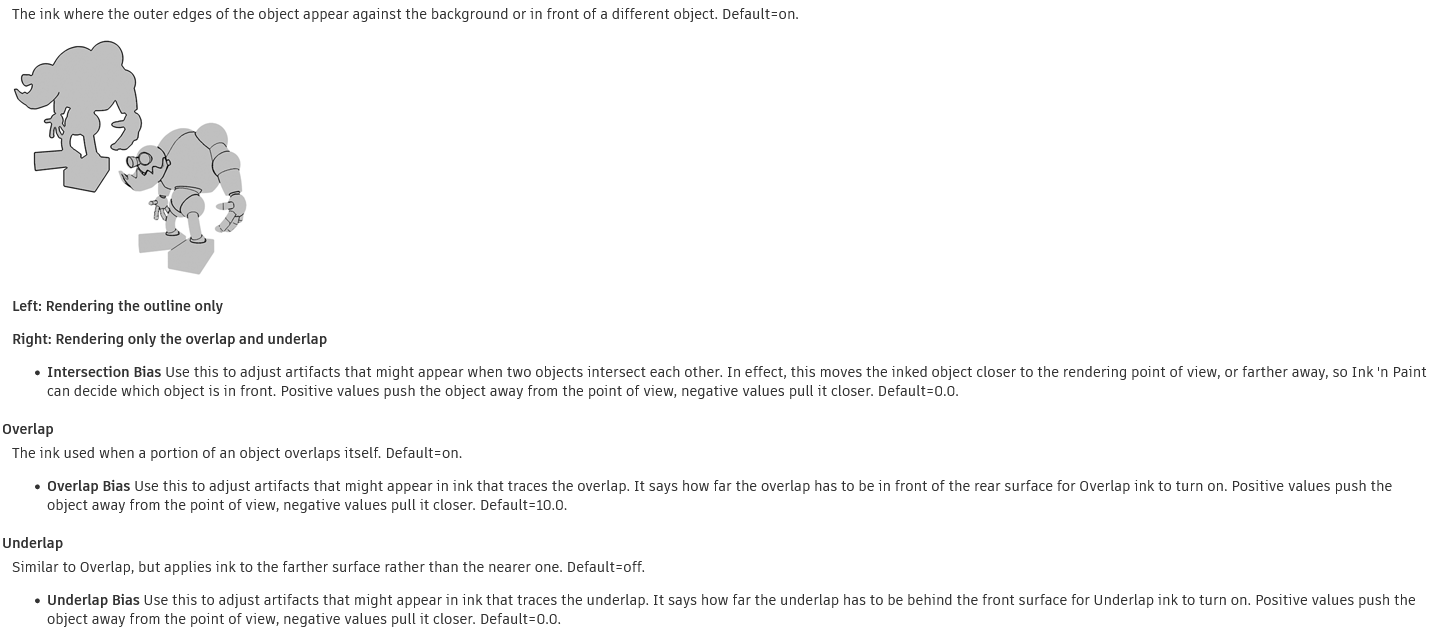 The ink where the outer edges of the object appear against the background or in front of a different object. Default=on.
Left: Rendering the outline only
Right: Rendering only the overlap and underlap
• Intersection Bias Use this to adjust artifacts that might appear when two objects intersect each other. In effect, this moves the inked object closer to the rendering point of view, or farther away, so Ink 'n Paint
can decide which object is in front. Positive values push the object away from the point of view, negative values pull it closer. Default=0.0.
Overlap
The ink used when a portion of an object overlaps itself. Default=on.
• Overlap Bias Use this to adjust artifacts that might appear in ink that traces the overlap. It says how far the overlap has to be in front of the rear surface for Overlap ink to turn on. Positive values push the
object away from the point of view, negative values pull it closer. Default=10.0.
Underlap
Similar to Overlap, but applies ink to the farther surface rather than the nearer one. Default=off.
• Underlap Bias Use this to adjust artifacts that might appear in ink that traces the underlap. It says how far the underlap has to be behind the front surface for Underlap ink to turn on. Positive values push the
object away from the point of view, negative values pull it closer. Default=0.0.